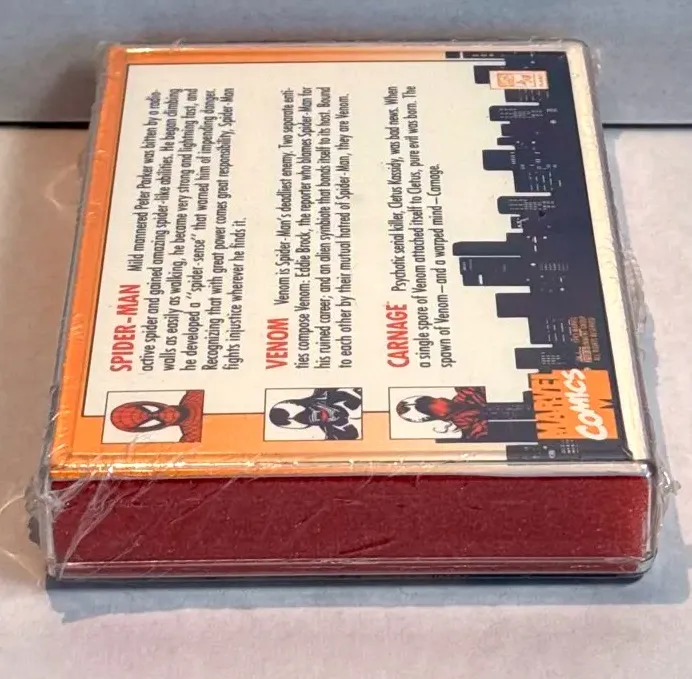 SPIDER-MAN Mild mannered Peter Parker was bitten by a radio-
active spider and gained amazing spider-like abilities. He began climbing
walls as easily as walking, he became very strong and lightning fast, and
he developed a "spider-sense" that warned him of impending danger.
Recognizing that with great power comes great responsibility, Spider-Man
fights injustice wherever he finds it.
VENOM Venom is Spider-Man's deadliest enemy. Two separate enti-
ties compose Venom: Eddie Brock, the reporter who blames Spider-Man for
his ruined career; and an alien symbiote that bonds itself to its host. Bound
to each other by their mutual hatred of Spider-Man, they are Venom.
CARNAGE Psychotic serial killer, Cletus Kassidy, was bad news. When
a single spore of Venom attached itself to Cletus, pure evil was born. The
spawn of Venom—and a warped mind—Carnage.
MARVEL
COMICS